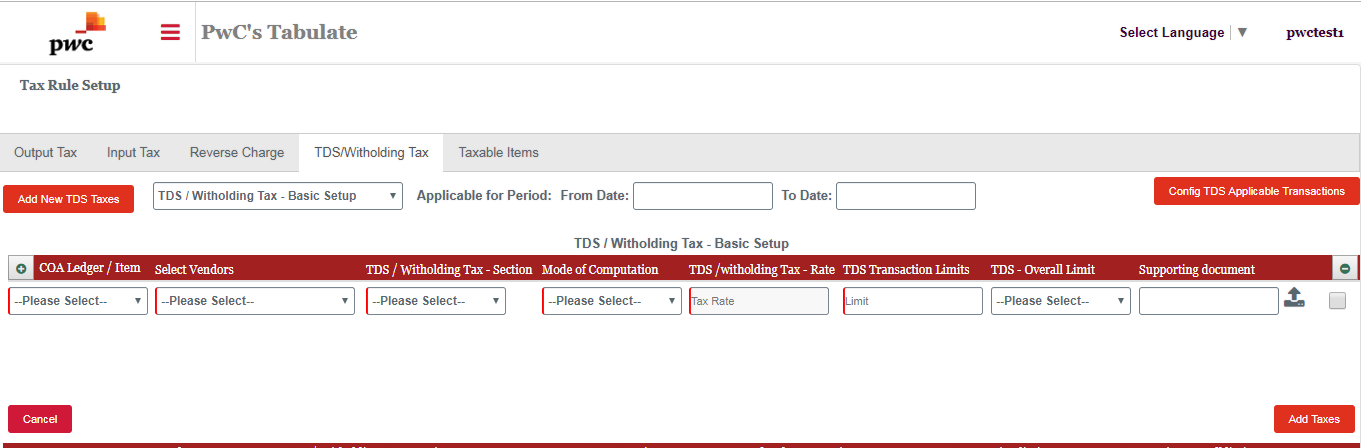 pwc
PwC's Tabulate
Select Language ▼
pwctest1
Tax Rule Setup
Output Tax Input Tax Reverse Charge TDS/Witholding Tax Taxable Items
Add New TDS Taxes TDS / Witholding Tax - Basic Setup Applicable for Period: From Date: To Date: Config TDS Applicable Transactions
TDS / Witholding Tax - Basic Setup
COA Ledger / Item Select Vendors TDS / Witholding Tax - Section Mode of Computation TDS /witholding Tax - Rate TDS Transaction Limits TDS - Overall Limit Supporting document
--Please Select-- --Please Select-- --Please Select-- --Please Select-- Tax Rate Limit --Please Select--
Cancel Add Taxes